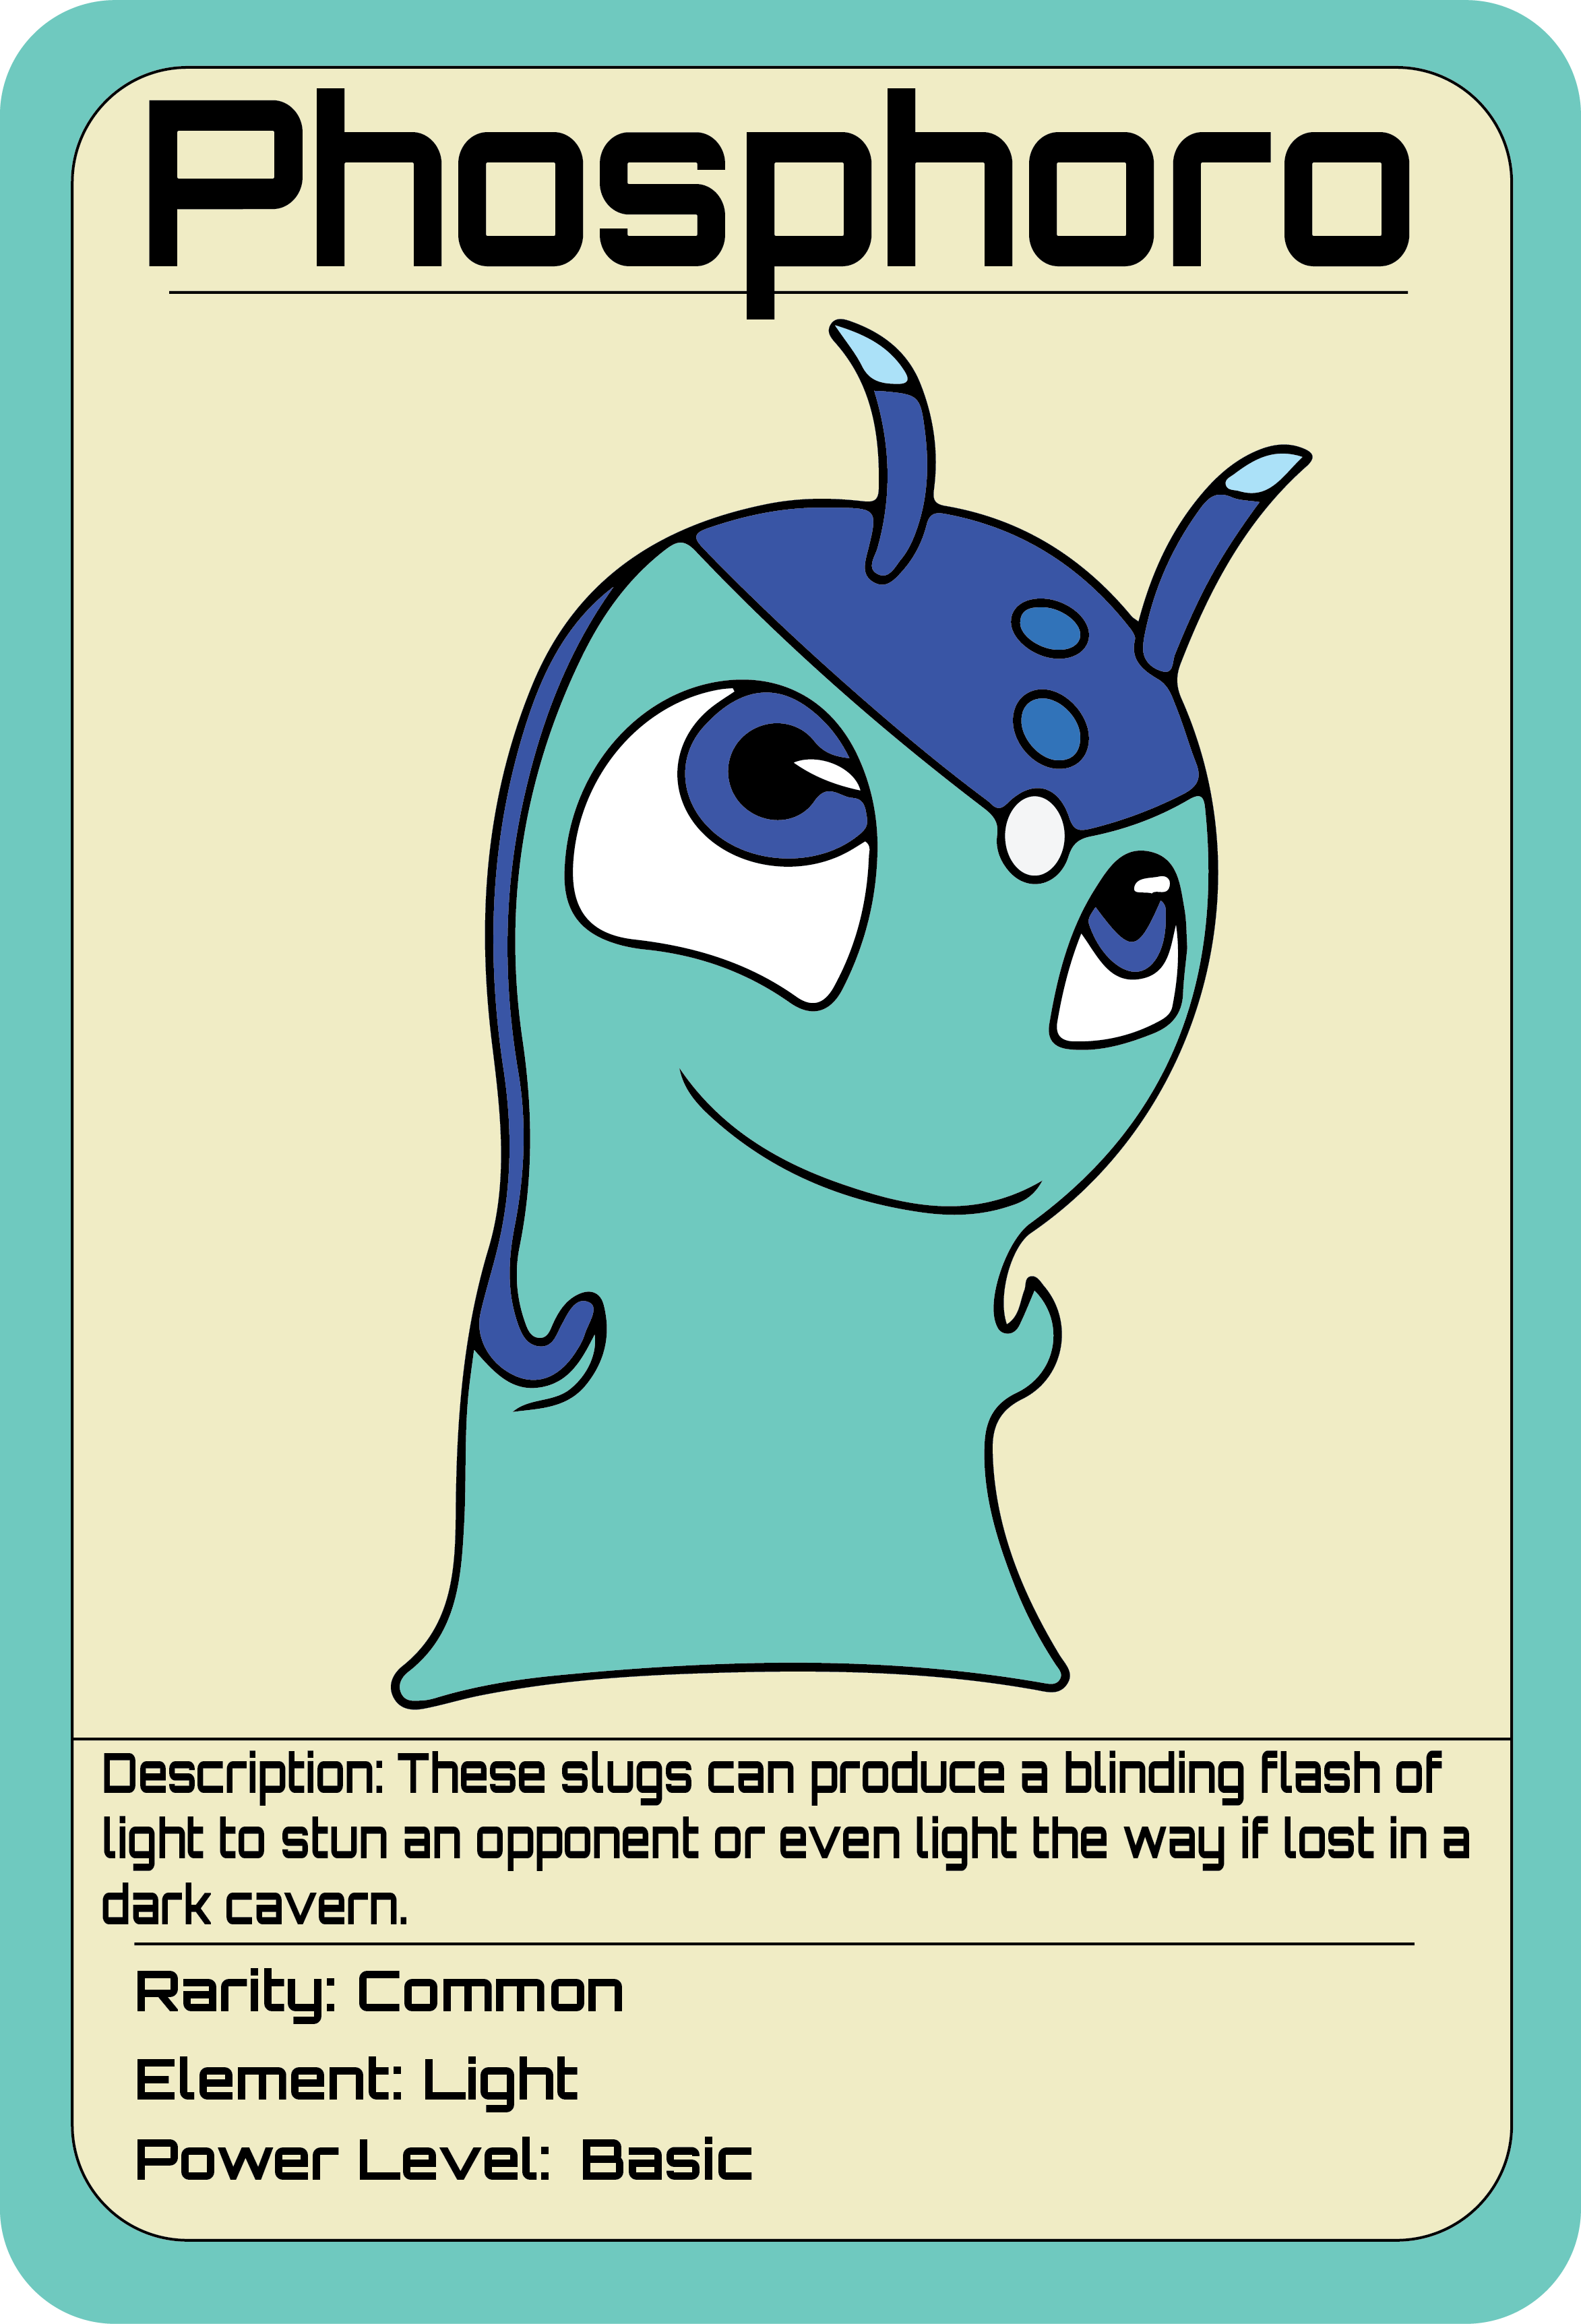 Phosphoro
Description: These slugs can produce a blinding flash of
light to stun an opponent or even light the way if lost in a
dark cavern.
Rarity: Common
Element: Light
Power Level: Basic